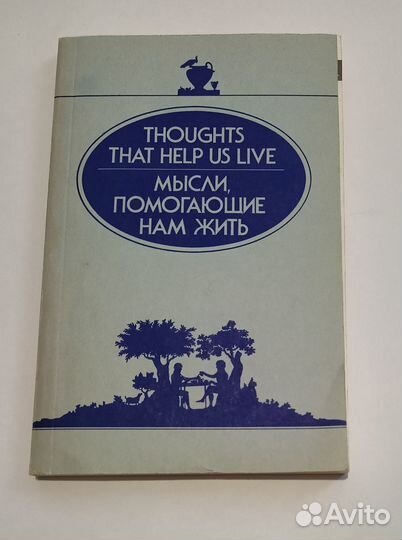 THOUGHTS
THAT HELP US LIVE
МЫСЛИ,
ПОМОГАЮЩИЕ
НАМ ЖИТЬ
Avito